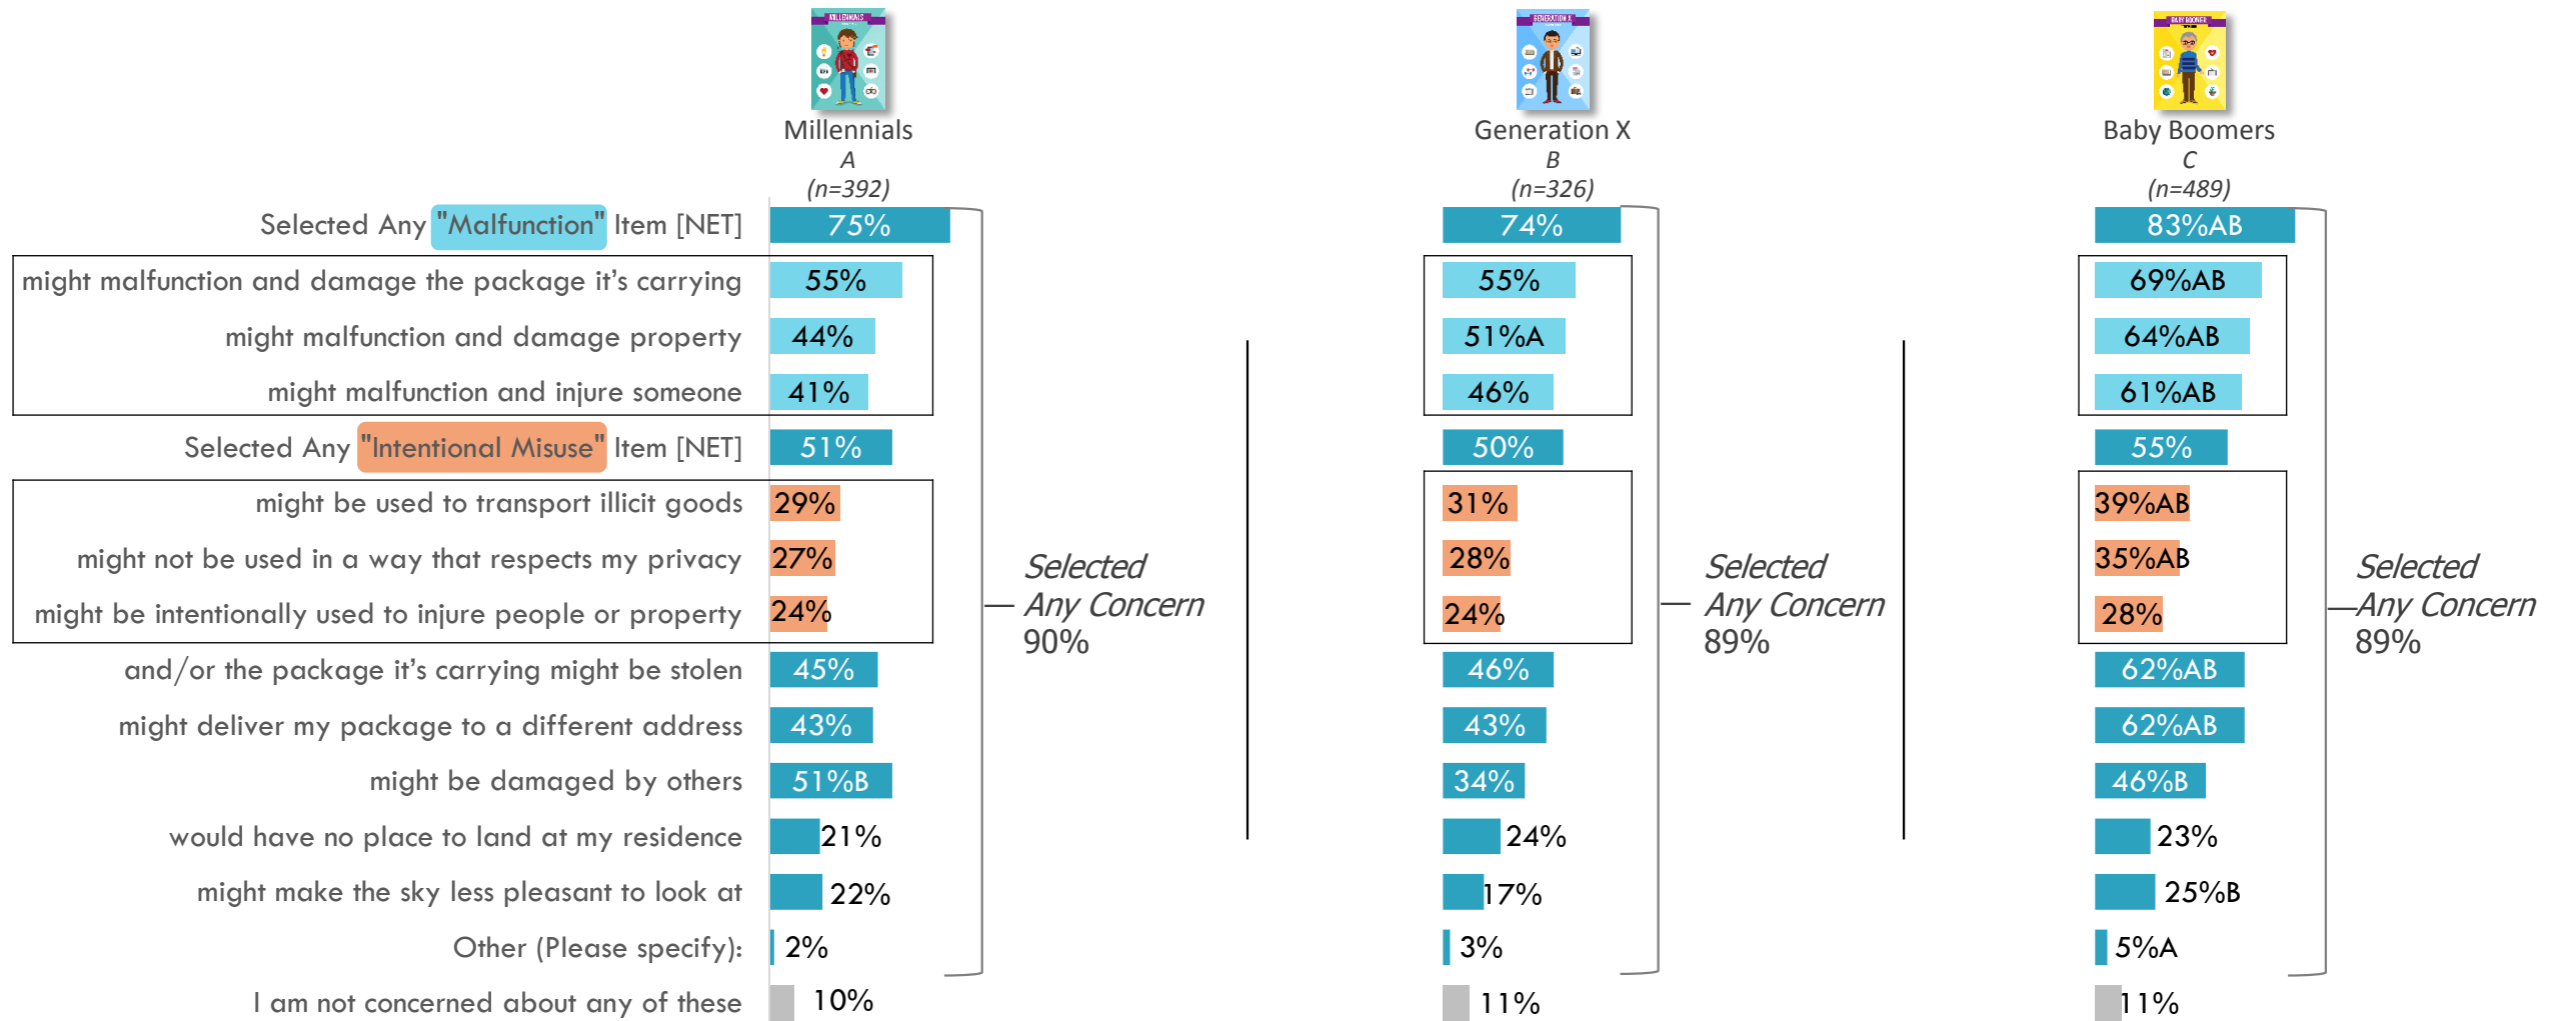 MILLENNIALS
GENERATION X
BABY BOOMER
Millennials
A
(n=392)
Generation X
B
(n=326)
Baby Boomers
C
(n=489)
Selected Any "Malfunction" Item [NET] 75% 74% 83%AB
might malfunction and damage the package it’s carrying 55% 55% 69%AB
might malfunction and damage property 44% 51%A 64%AB
might malfunction and injure someone 41% 46% 61%AB
Selected Any "Intentional Misuse" Item [NET] 51% 50% 55%
might be used to transport illicit goods 29% 31% 39%AB
might not be used in a way that respects my privacy 27% 28% 35%AB
might be intentionally used to injure people or property 24% 24% 28%
and/or the package it’s carrying might be stolen 45% 46% 62%AB
might deliver my package to a different address 43% 43% 62%AB
might be damaged by others 51%B 34% 46%B
would have no place to land at my residence 21% 24% 23%
might make the sky less pleasant to look at 22% 17% 25%B
Other (Please specify): 2% 3% 5%A
I am not concerned about any of these 10% 11% 11%
Selected
Any Concern
90%
Selected
Any Concern
89%
Selected
Any Concern
89%